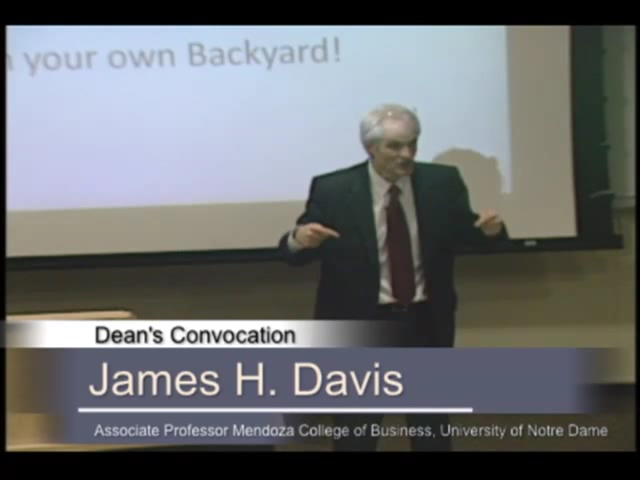 your own Backyard!
Dean's Convocation
James H. Davis
Associate Professor Mendoza College of Business, University of Notre Dame